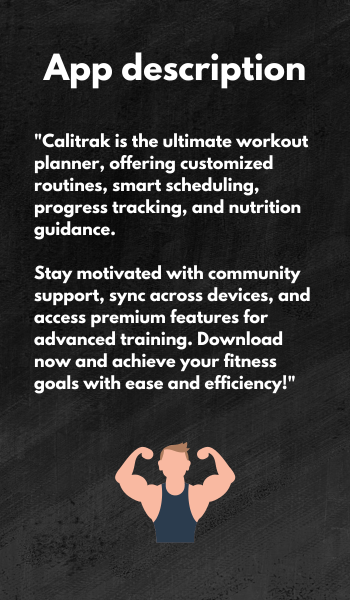 App description
"Calitrak is the ultimate workout
planner, offering customized
routines, smart scheduling,
progress tracking, and nutrition
guidance.
Stay motivated with community
support, sync across devices, and
access premium features for
advanced training. Download
now and achieve your fitness
goals with ease and efficiency!"